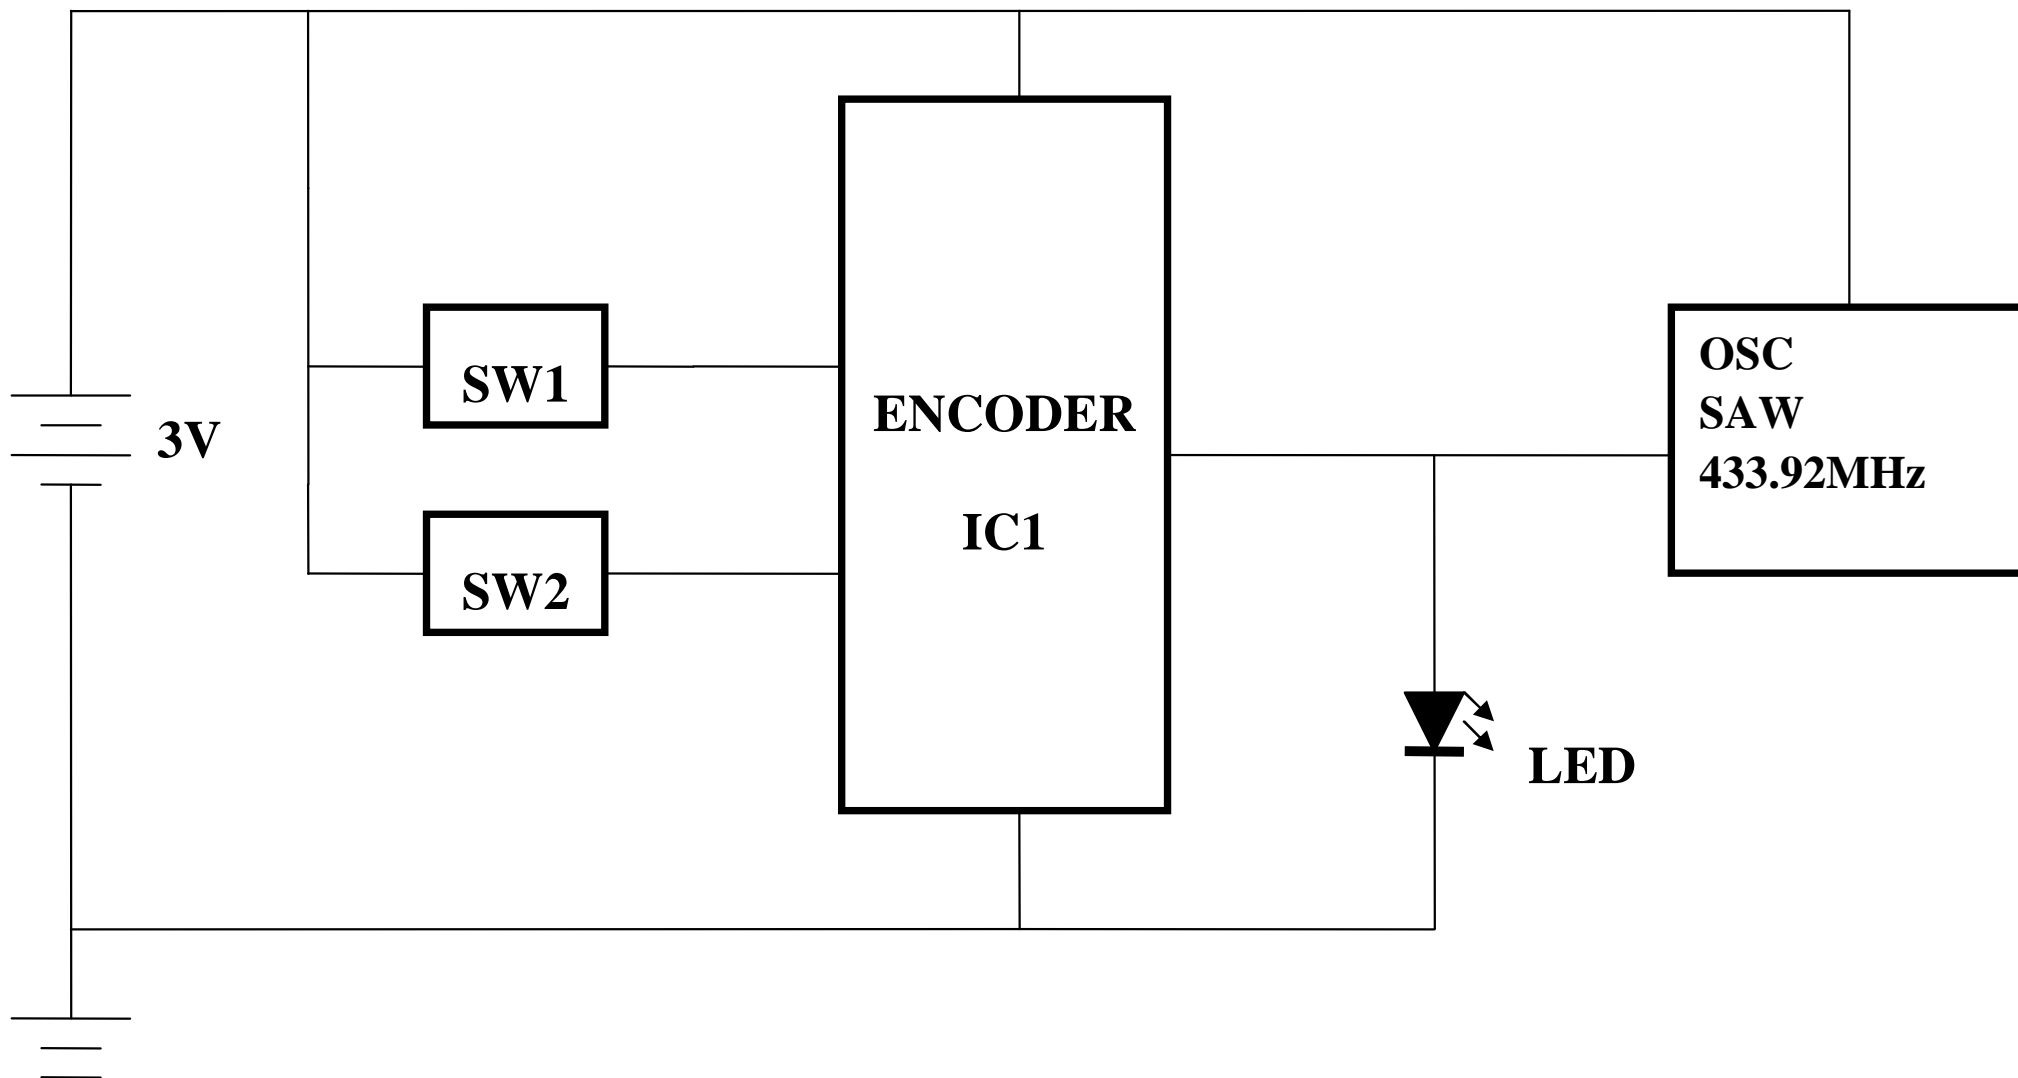 3V
SW1
SW2
ENCODER
IC1
OSC
SAW
433.92MHz
LED